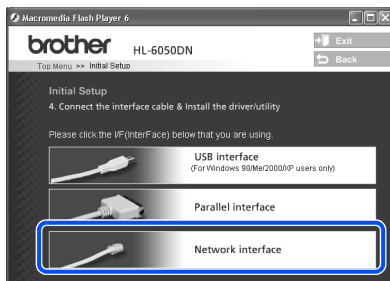 Macromedia Flash Player 6
brother
HL-6050DN
Exit
Back
Top Menu >> Initial Setup
Initial Setup
4. Connect the interface cable & Install the driver/utility
Please click the I/F(InterFace) below that you are using.
USB interface
(For Windows 98/Me/2000/XP users only)
Parallel interface
Network interface